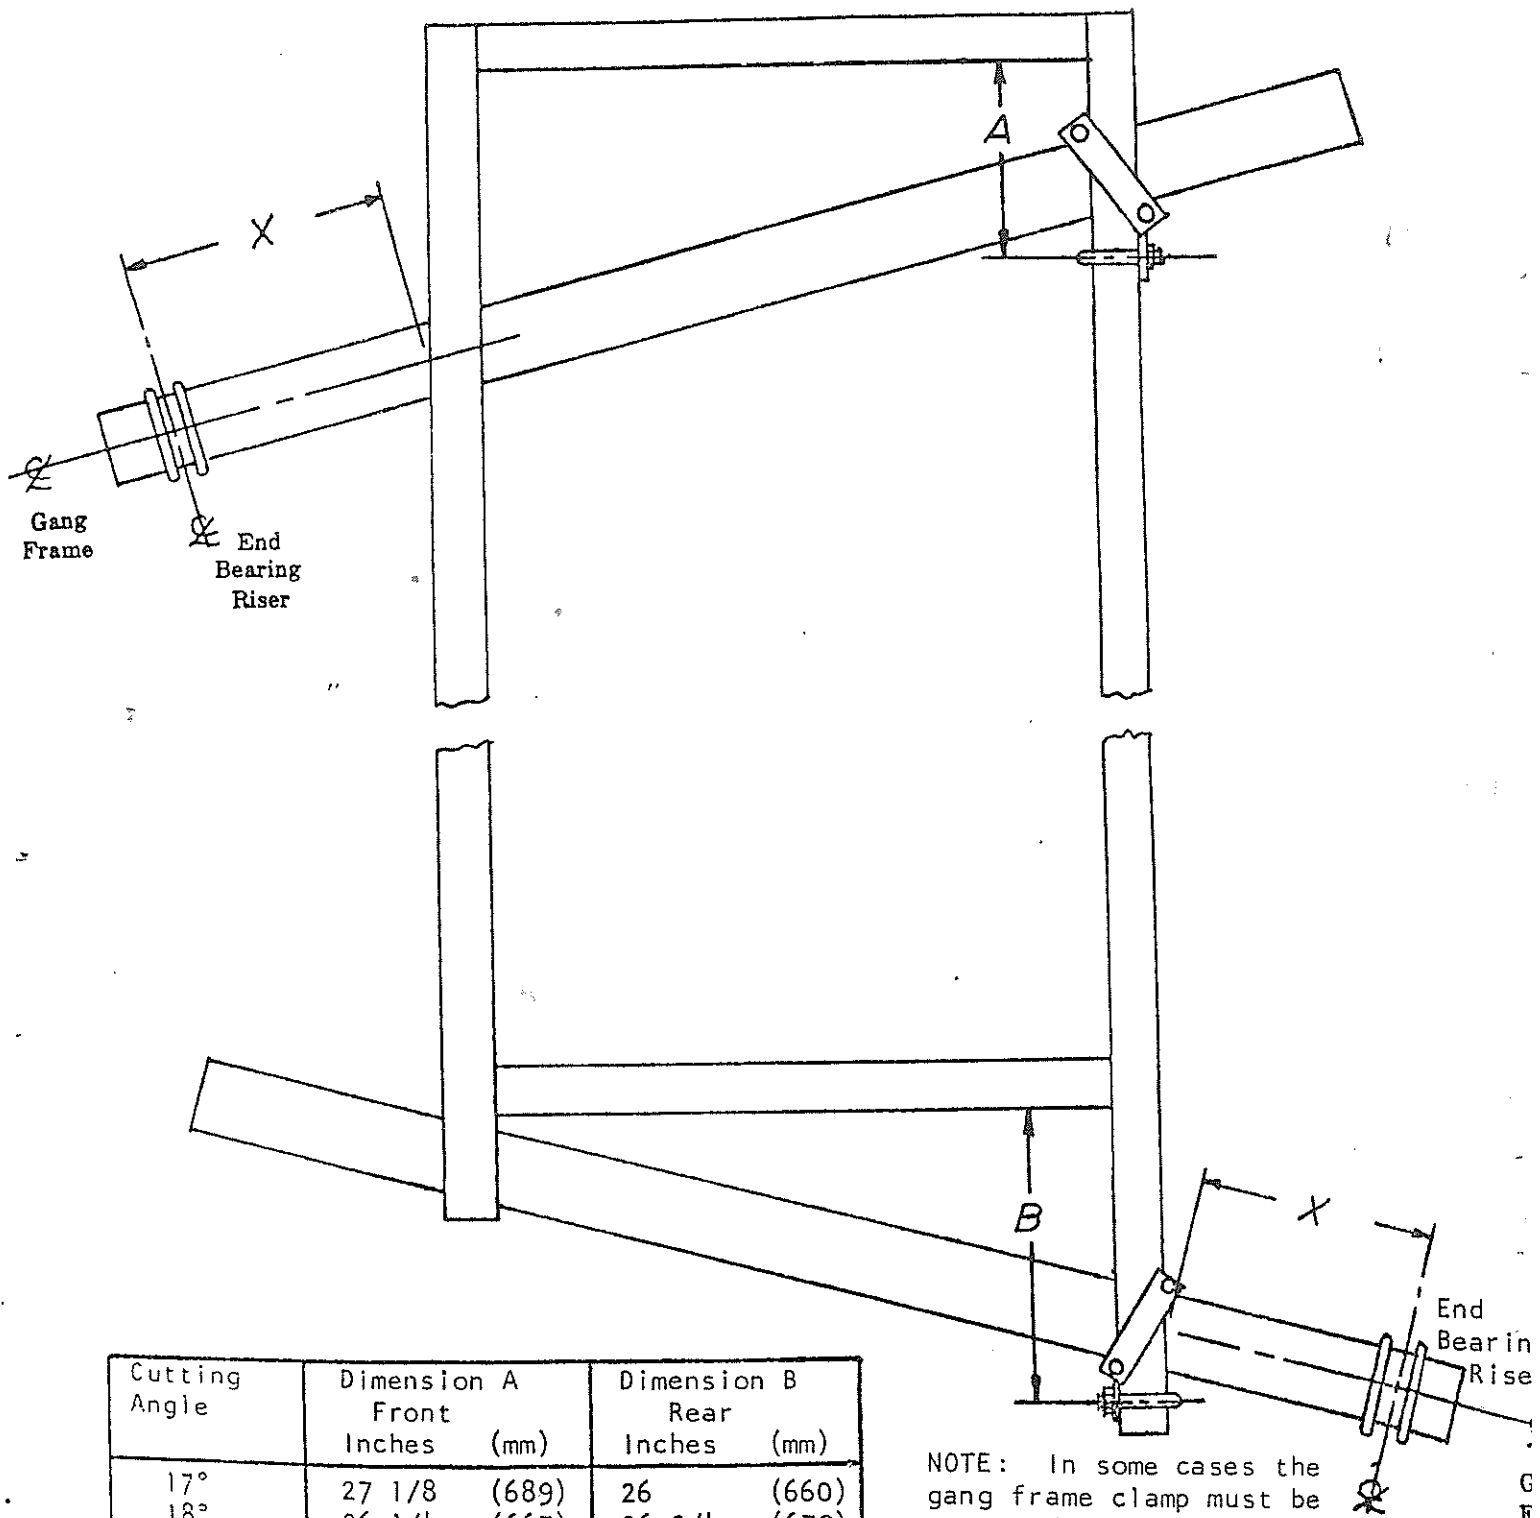 A
X
℄
Gang
Frame
℄
End
Bearing
Riser
B
X
End
Bearin
Rise
Cutting Angle | Dimension A Front Inches (mm) | Dimension B Rear Inches (mm)
17° 27 1/8 (689) 26 (660)
18°
NOTE: In some cases the
gang frame clamp must be